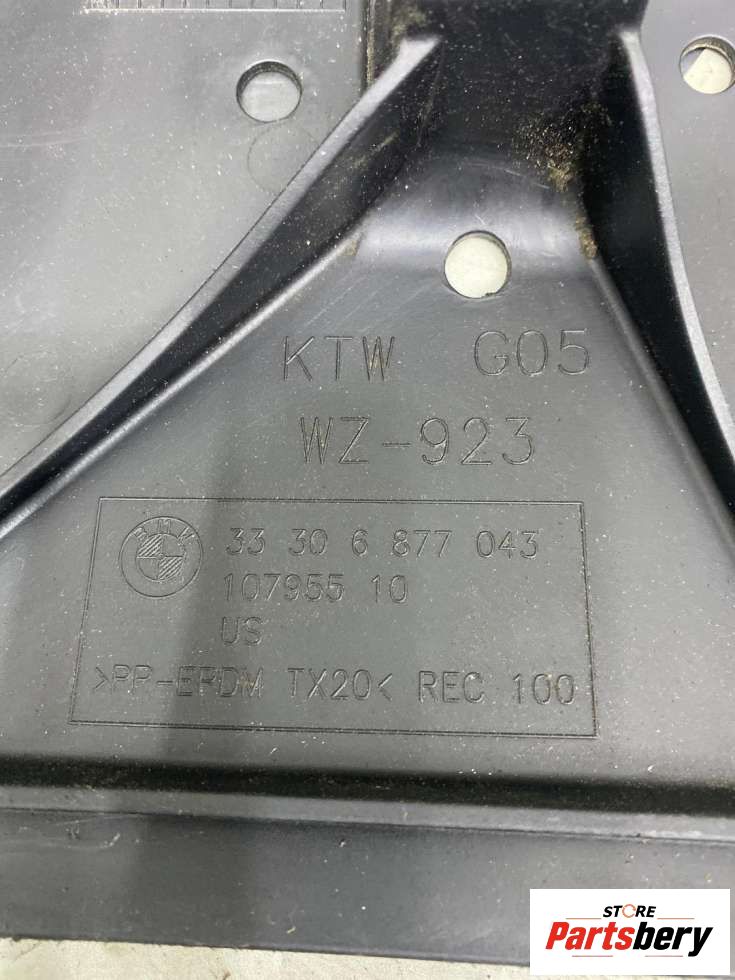 KTW G05
WZ-923
BMW
33 30 6 877 043
107955 10
US
>PP-EPDM TX20< REC 100
STORE
Partsbery